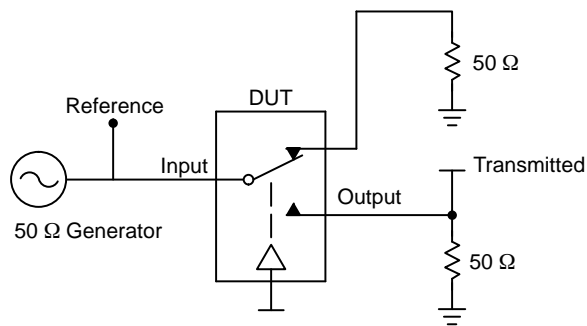 50 Ω
Reference
DUT
Input
Transmitted
Output
50 Ω Generator
50 Ω